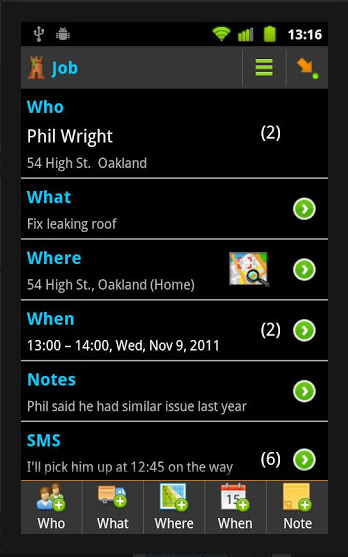 13:16
Job
Who
Phil Wright
(2)
54 High St. Oakland
What
Fix leaking roof
Where
54 High St., Oakland (Home)
When
(2)
13:00 – 14:00, Wed, Nov 9, 2011
Notes
Phil said he had similar issue last year
SMS
(6)
I'll pick him up at 12:45 on the way
15
Who What Where When Note